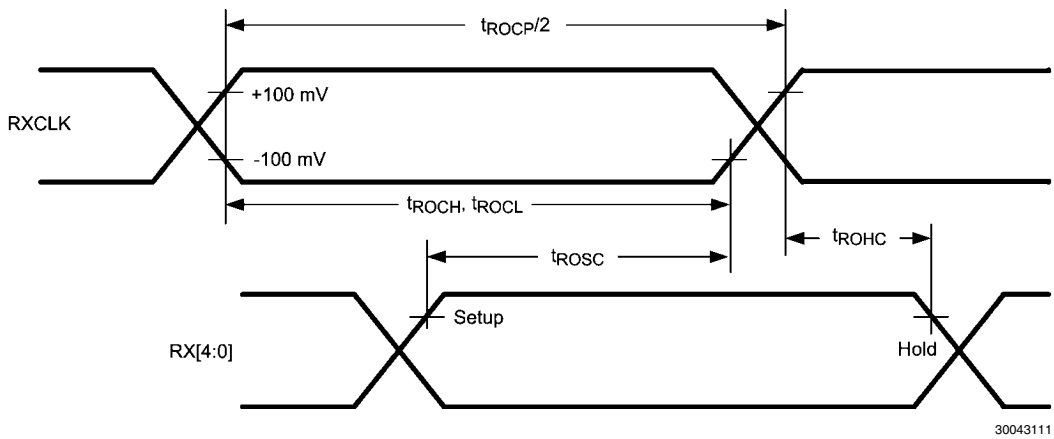 tROCP/2
+100 mV
RXCLK
-100 mV
tROCH, tROCL
tROHC
tROSC
Setup
RX[4:0]
Hold
30043111